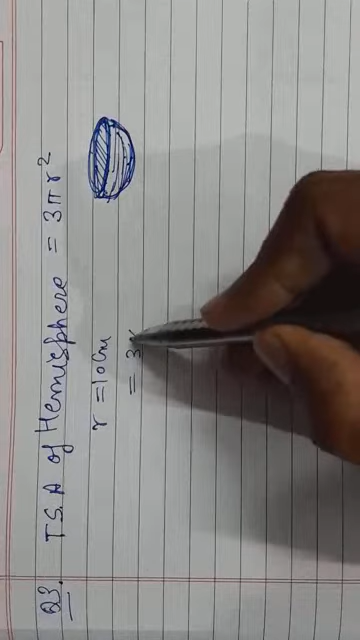 Q3. T.S.A of Hemisphere = 3πr²
r = 10cm
= 3